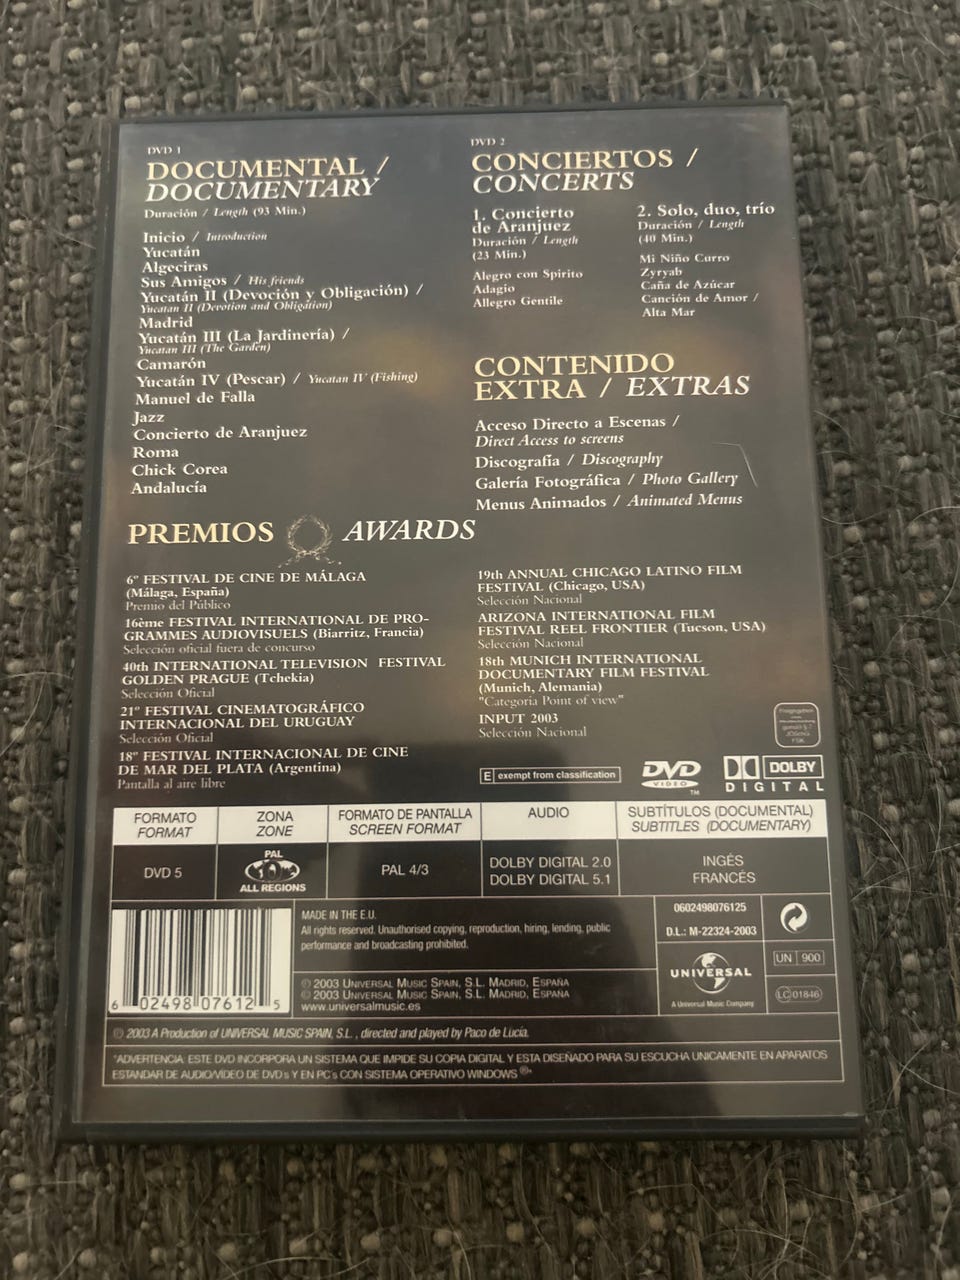 DVD 1
DOCUMENTAL /
DOCUMENTARY
Duración / Length (93 Min.)
Inicio / Introduction
Yucatán
Algeciras
Sus Amigos / His friends
Yucatán II (Devoción y Obligación) /
Yucatan II (Devotion and Obligation)
Madrid
Yucatán III (La Jardinería) /
Yucatan III (The Garden)
Camarón
Yucatán IV (Pescar) / Yucatan IV (Fishing)
Manuel de Falla
Jazz
Concierto de Aranjuez
Roma
Chick Corea
Andalucía
DVD 2
CONCIERTOS /
CONCERTS
1. Concierto
de Aranjuez
Duración / Length
(23 Min.)
Alegro con Spirito
Adagio
Allegro Gentile
2. Solo, duo, trío
Duración / Length
(40 Min.)
Mi Niño Curro
Zyryab
Caña de Azúcar
Canción de Amor /
Alta Mar
CONTENIDO
EXTRA / EXTRAS
Acceso Directo a Escenas /
Direct Access to screens
Discografía / Discography
Galería Fotográfica / Photo Gallery
Menus Animados / Animated Menus
PREMIOS AWARDS
6º FESTIVAL DE CINE DE MÁLAGA
(Málaga, España)
Premio del Público
16ème FESTIVAL INTERNATIONAL DE PRO-
GRAMMES AUDIOVISUELS (Biarritz, Francia)
Selección oficial fuera de concurso
40th INTERNATIONAL TELEVISION FESTIVAL
GOLDEN PRAGUE (Tchekia)
Selección Oficial
21º FESTIVAL CINEMATOGRÁFICO
INTERNACIONAL DEL URUGUAY
Selección Oficial
18º FESTIVAL INTERNACIONAL DE CINE
DE MAR DEL PLATA (Argentina)
Pantalla al aire libre
19th ANNUAL CHICAGO LATINO FILM
FESTIVAL (Chicago, USA)
Selección Nacional
ARIZONA INTERNATIONAL FILM
FESTIVAL REEL FRONTIER (Tucson, USA)
Selección Nacional
18th MUNICH INTERNATIONAL
DOCUMENTARY FILM FESTIVAL
(Munich, Alemania)
"Categoria Point of view"
INPUT 2003
Selección Nacional
Freigegeben
gemäß § 7
JÖSchG
FSK
E exempt from classification
DVD
VIDEO
TM
DOLBY
DIGITAL
FORMATO
FORMAT
ZONA
ZONE
FORMATO DE PANTALLA
SCREEN FORMAT
AUDIO
SUBTÍTULOS (DOCUMENTAL)
SUBTITLES (DOCUMENTARY)
DVD 5
PAL
0
ALL REGIONS
PAL 4/3
DOLBY DIGITAL 2.0
DOLBY DIGITAL 5.1
INGÉS
FRANCÉS
6 02498 07612 5
MADE IN THE E.U.
All rights reserved. Unauthorised copying, reproduction, hiring, lending, public
performance and broadcasting prohibited.
℗ 2003 UNIVERSAL MUSIC SPAIN, S.L. MADRID, ESPAÑA
© 2003 UNIVERSAL MUSIC SPAIN, S.L. MADRID, ESPAÑA
www.universalmusic.es
0602498076125
D.L.: M-22324-2003
UNIVERSAL
A Universal Music Company
UN 900
LC 01846
© 2003 A Production of UNIVERSAL MUSIC SPAIN, S.L. , directed and played by Paco de Lucía.
"ADVERTENCIA: ESTE DVD INCORPORA UN SISTEMA QUE IMPIDE SU COPIA DIGITAL Y ESTA DISEÑADO PARA SU ESCUCHA UNICAMENTE EN APARATOS
ESTANDAR DE AUDIO/VÍDEO DE DVD's Y EN PC's CON SISTEMA OPERATIVO WINDOWS ®"